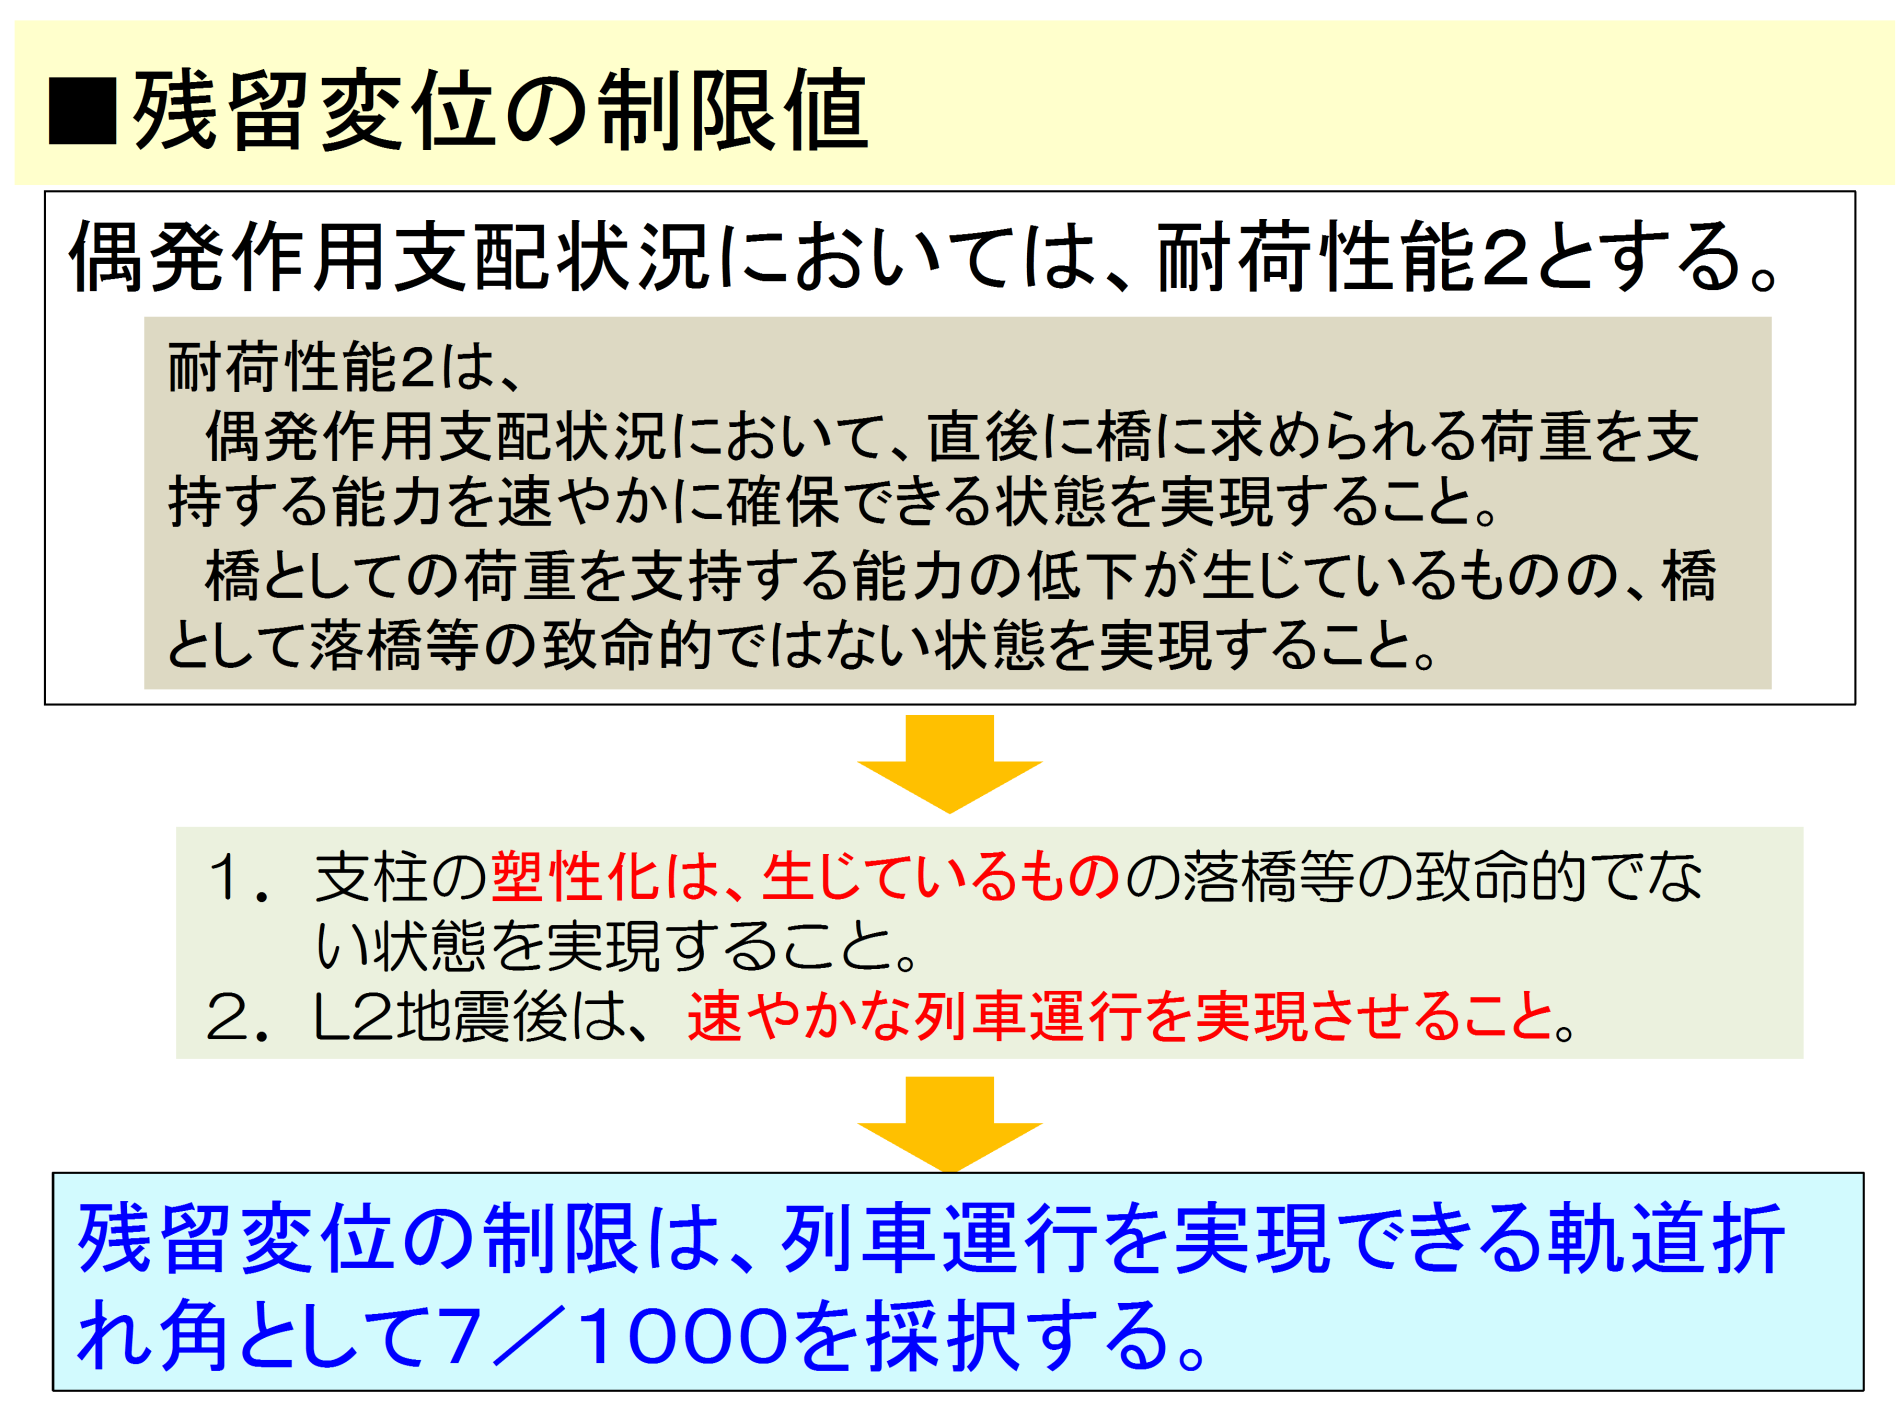 ■残留変位の制限値
偶発作用支配状況においては、耐荷性能２とする。
耐荷性能２は、
偶発作用支配状況において、直後に橋に求められる荷重を支
持する能力を速やかに確保できる状態を実現すること。
橋としての荷重を支持する能力の低下が生じているものの、橋
として落橋等の致命的ではない状態を実現すること。
１．支柱の塑性化は、生じているものの落橋等の致命的でな
い状態を実現すること。
２．L2地震後は、速やかな列車運行を実現させること。
残留変位の制限は、列車運行を実現できる軌道折
れ角として７／１０００を採択する。